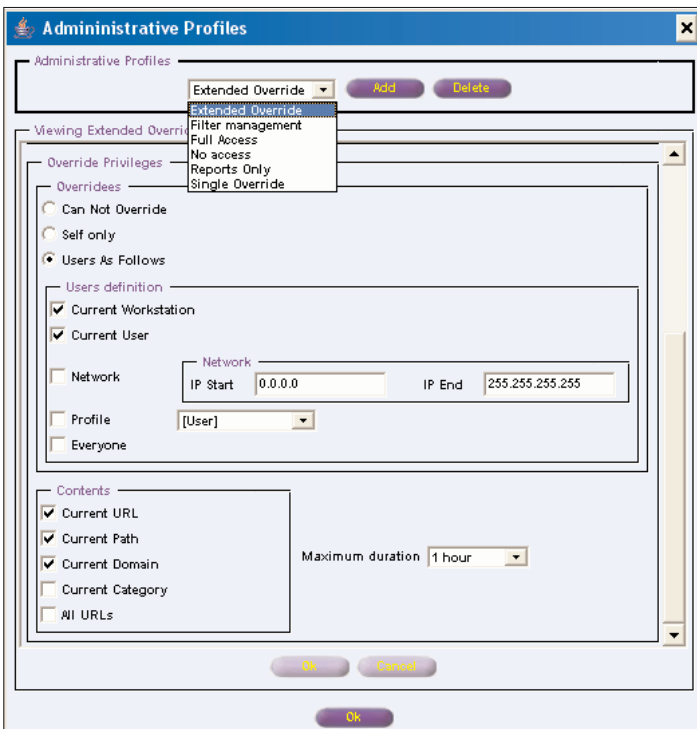 Admininistrative Profiles
Administrative Profiles
Extended Override
Add
Delete
Extended Override
Filter management
Full Access
No access
Reports Only
Single Override
Viewing Extended Overri
Override Privileges
Overridees
Can Not Override
Self only
Users As Follows
Users definition
Current Workstation
Current User
Network
Network
IP Start
0.0.0.0
IP End
255.255.255.255
Profile
[User]
Everyone
Contents
Current URL
Current Path
Current Domain
Current Category
All URLs
Maximum duration
1 hour
Ok
Cancel
Ok